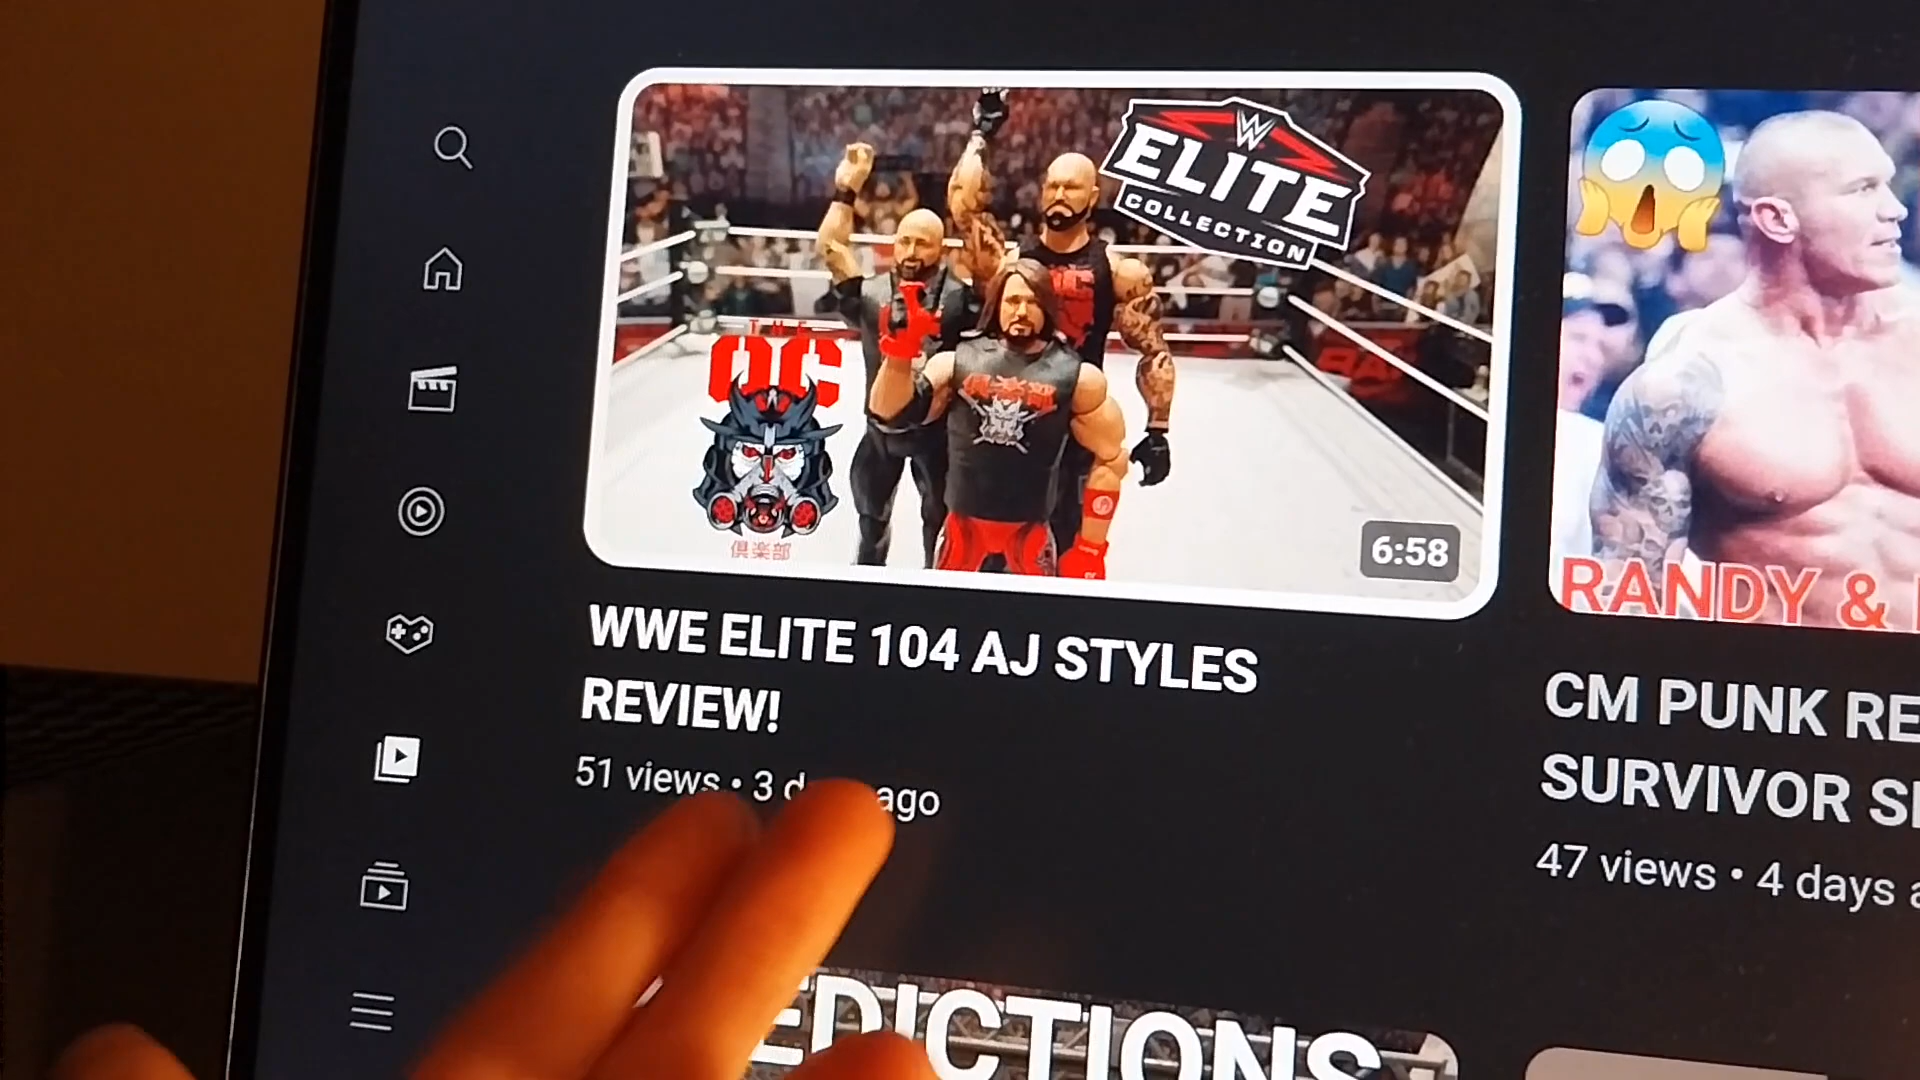 W
ELITE
COLLECTION
THE
OC
倶楽部
6:58
WWE ELITE 104 AJ STYLES
REVIEW!
51 views • 3 d ago
RANDY &
CM PUNK RE
SURVIVOR S
47 views • 4 days a
EDICTIONS